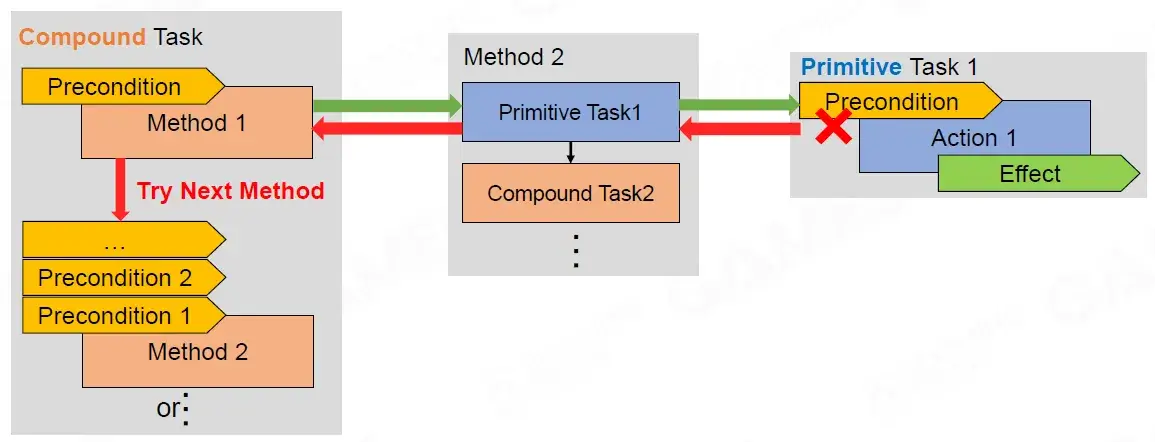 Compound Task
Precondition
Method 1
Try Next Method
...
Precondition 2
Precondition 1
Method 2
or
Method 2
Primitive Task1
Compound Task2
Primitive Task 1
Precondition
Action 1
Effect